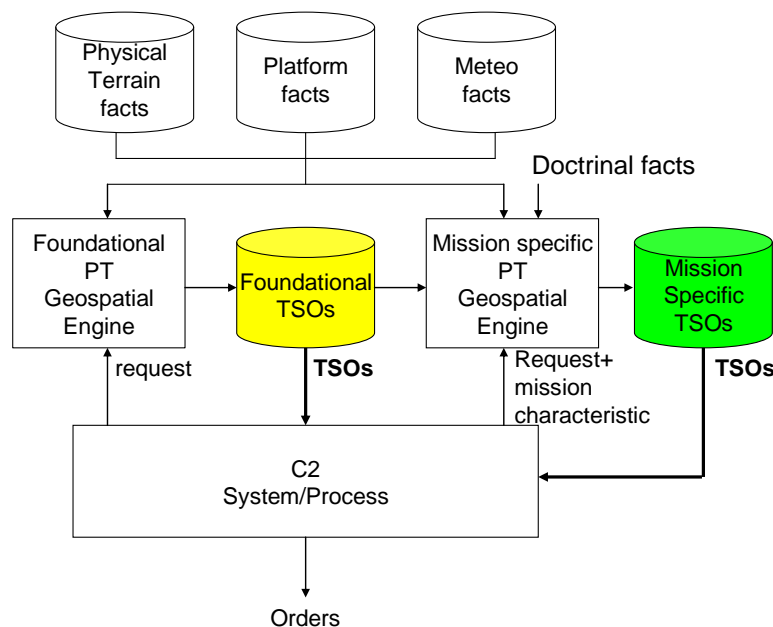 Physical
Terrain
facts
Platform
facts
Meteo
facts
Doctrinal facts
Foundational
PT
Geospatial
Engine
Foundational
TSOs
Mission specific
PT
Geospatial
Engine
Mission
Specific
TSOs
request
TSOs
Request+
mission
characteristic
TSOs
C2
System/Process
Orders